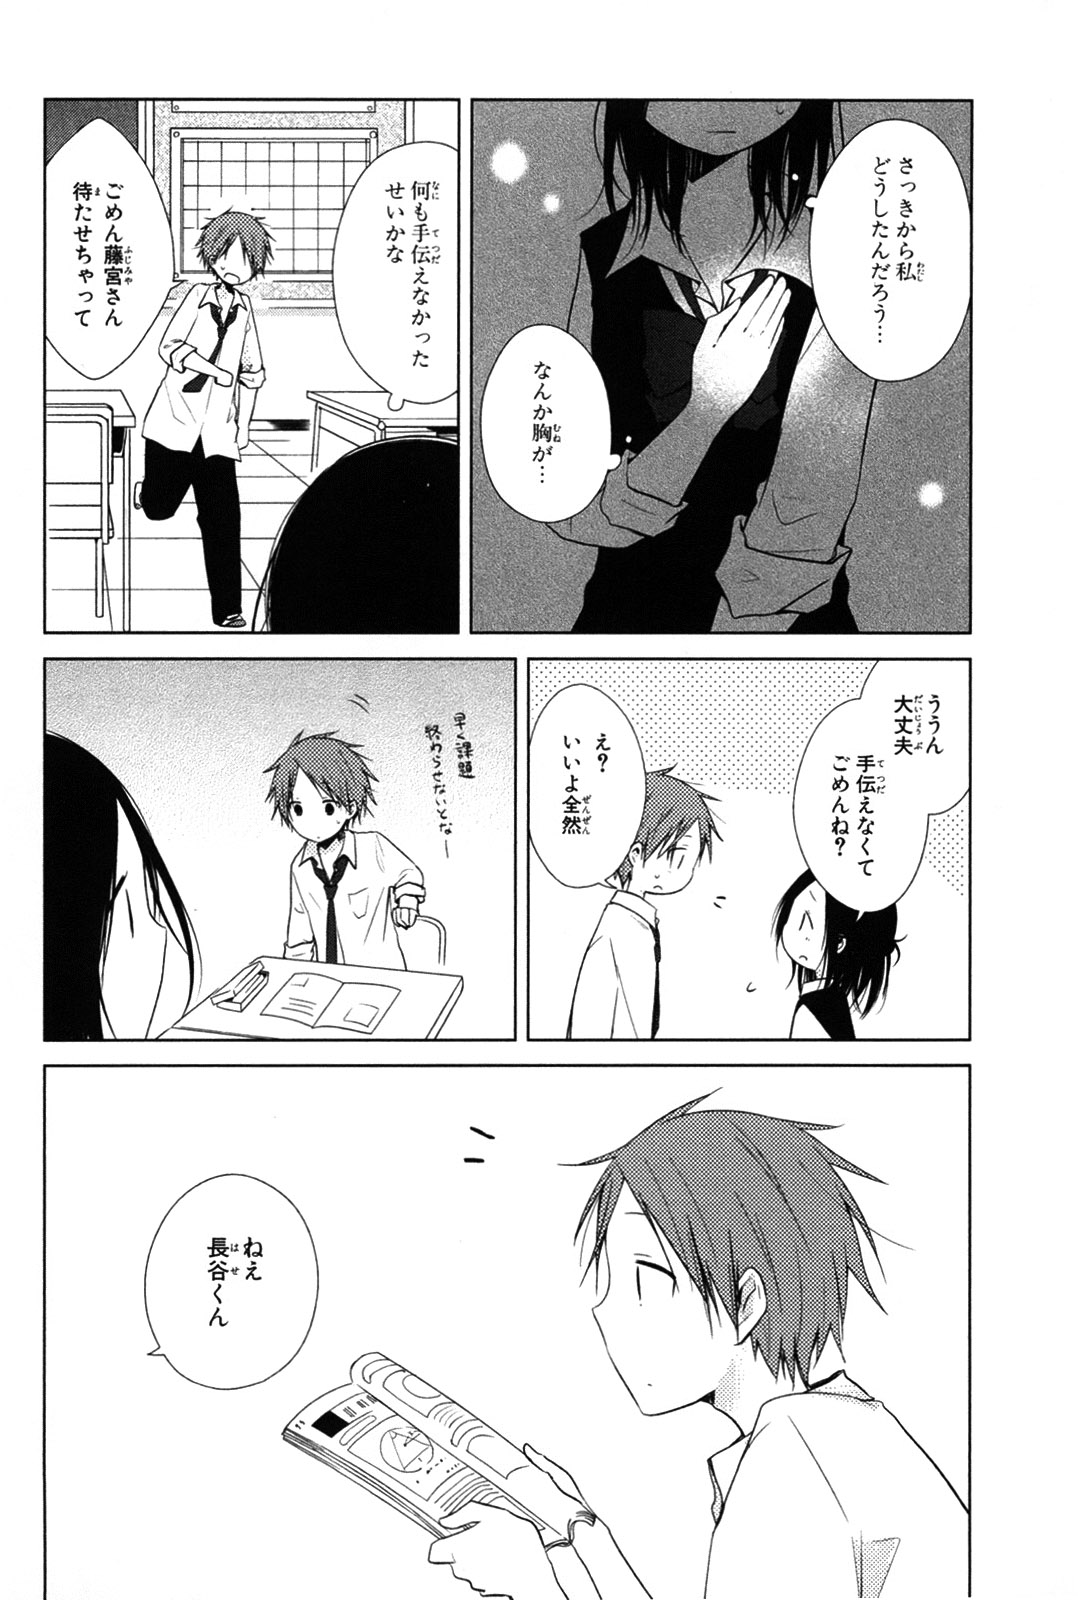 さっきから私
どうしたんだろう…
なんか胸が…
何も手伝えなかった
せいかな
ごめん藤宮さん
待たせちゃって
ううん
大丈夫
手伝えなくて
ごめんね?
え?
いいよ全然
早く課題
終わらせないとなー
ねえ
長谷くん